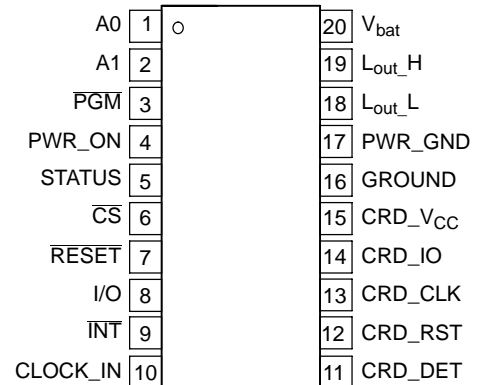 A0 1 20 Vbat
A1 2 19 Lout_H
PGM 3 18 Lout_L
PWR_ON 4 17 PWR_GND
STATUS 5 16 GROUND
CS 6 15 CRD_VCC
RESET 7 14 CRD_IO
I/O 8 13 CRD_CLK
INT 9 12 CRD_RST
CLOCK_IN 10 11 CRD_DET